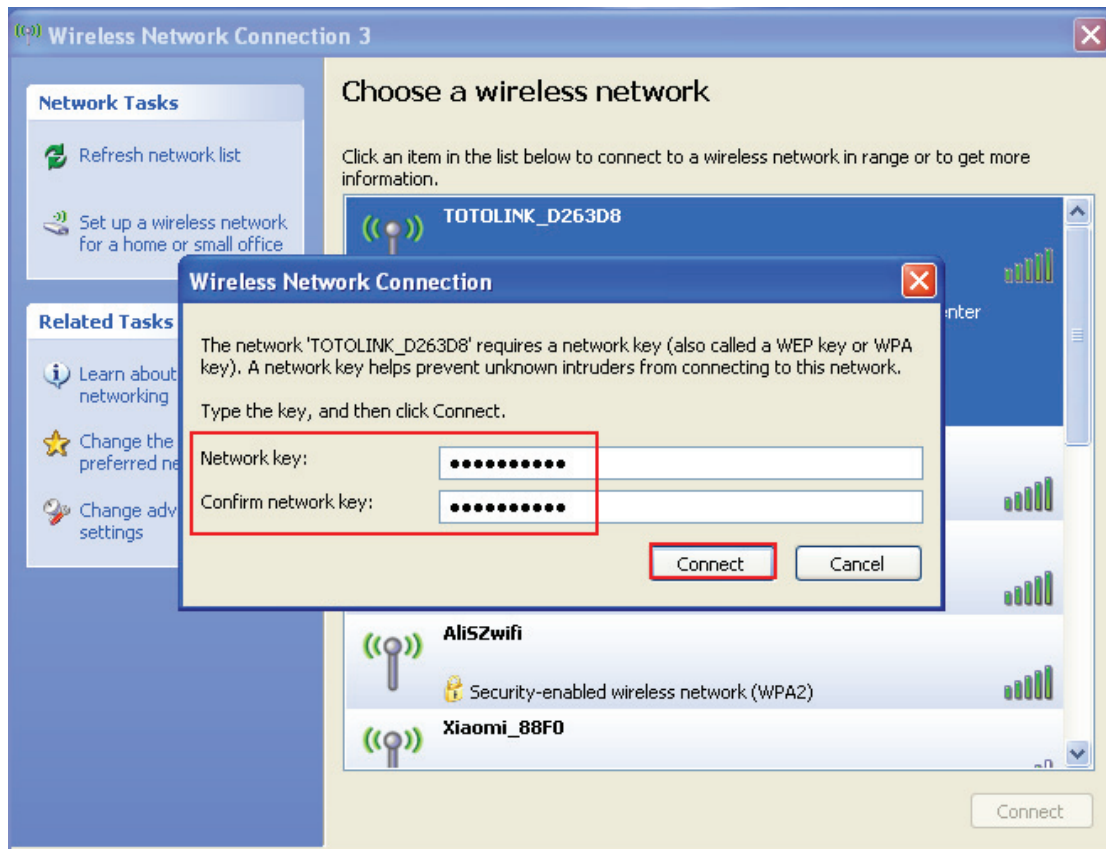 Wireless Network Connection 3
Network Tasks
Refresh network list
Set up a wireless network
for a home or small office
Related Tasks
Learn about
networking
Change the
preferred
Change
settings
Choose a wireless network
Click an item in the list below to connect to a wireless network in range or to get more
information.
TOTOLINK_D263D8
Wireless Network Connection
The network 'TOTOLINK_D263D8' requires a network key (also called a WEP key or WPA
key). A network key helps prevent unknown intruders from connecting to this network.
Type the key, and then click Connect.
Network key: ••••••••••
Confirm network key: ••••••••••
Connect Cancel
AliSZwifi
Security-enabled wireless network (WPA2)
Xiaomi_88F0
Connect